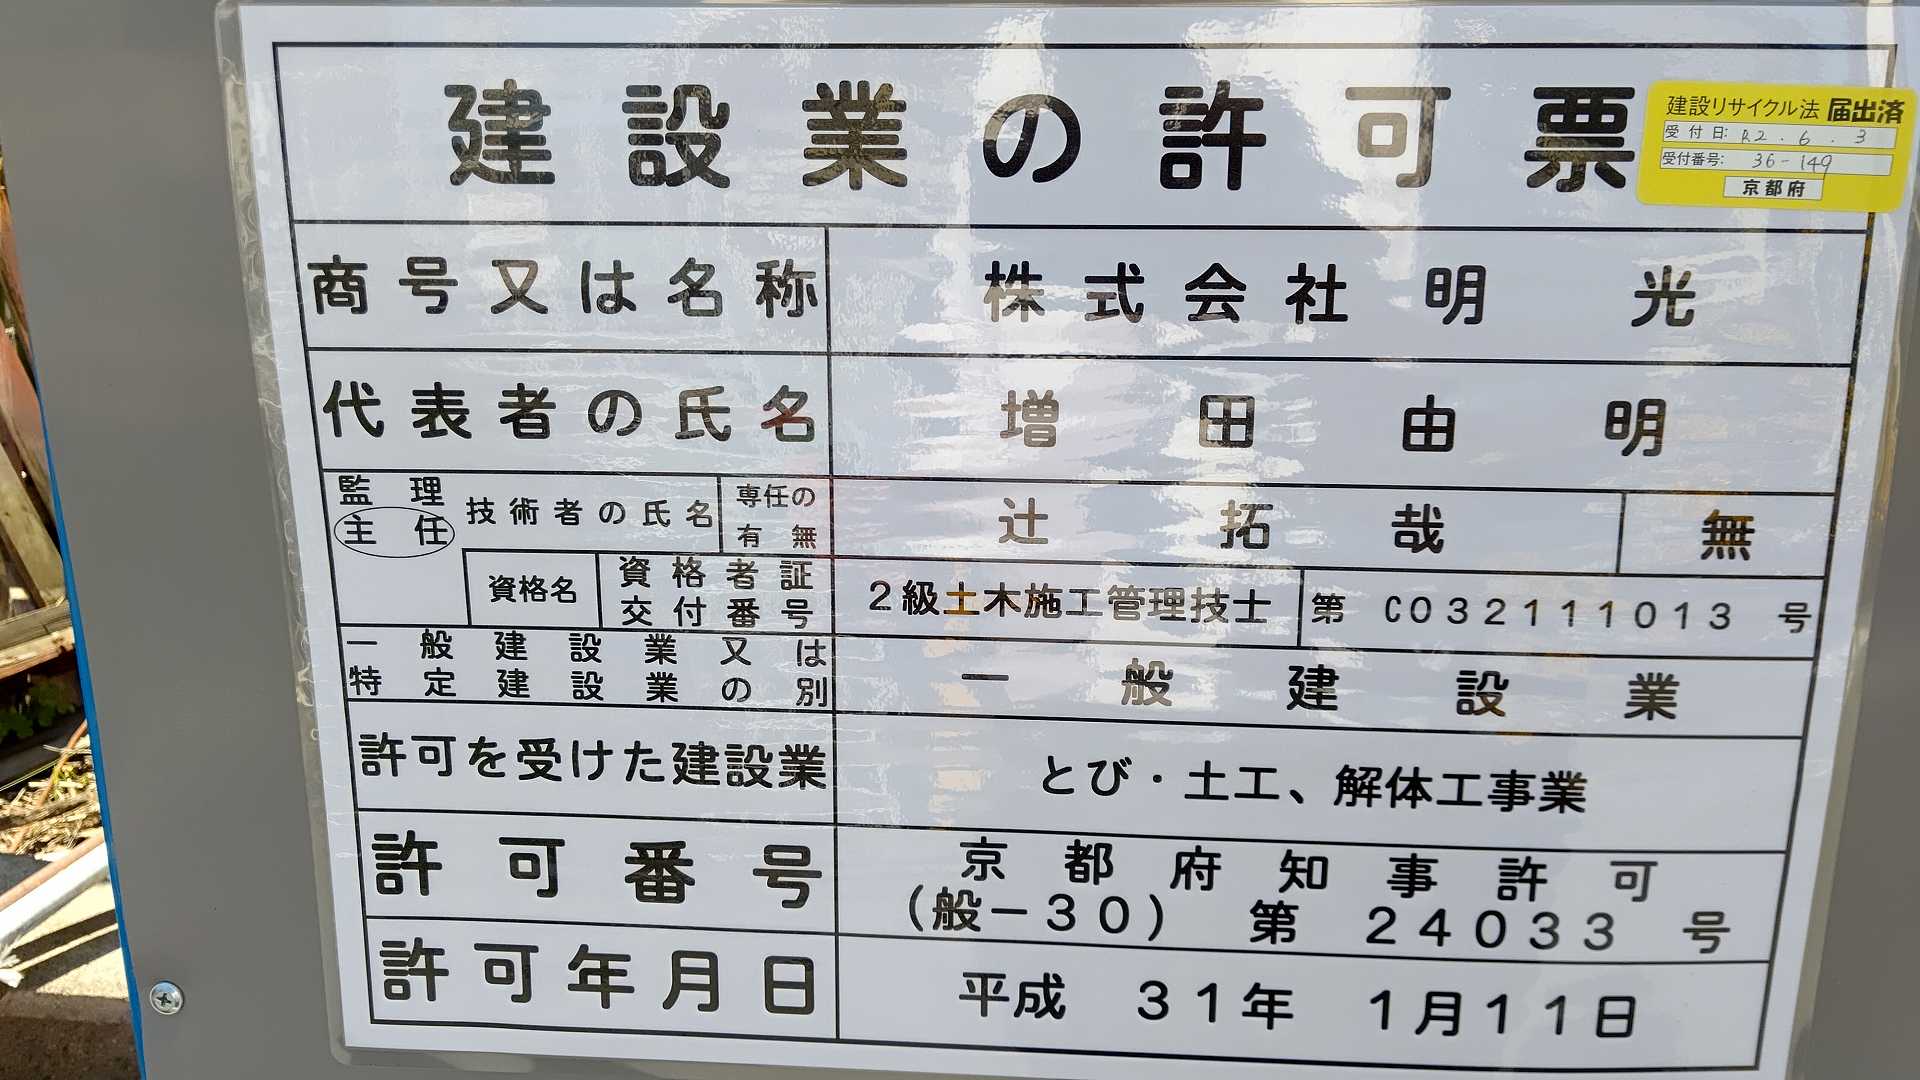 建設業の許可票
建設リサイクル法 届出済
受付日: R2.6.3
受付番号: 36-149
京都府
商号又は名称 株式会社明光
代表者の氏名 増田由明
監理
主任
技術者の氏名
専任の
有無
辻拓哉 無
資格名
資格者証
交付番号
2級土木施工管理技士 第 C032111013 号
一般建設業又は
特定建設業の別
一般建設業
許可を受けた建設業 とび・土工、解体工事業
許可番号
京都府知事許可
(般-30) 第 24033 号
許可年月日 平成 31年 1月11日